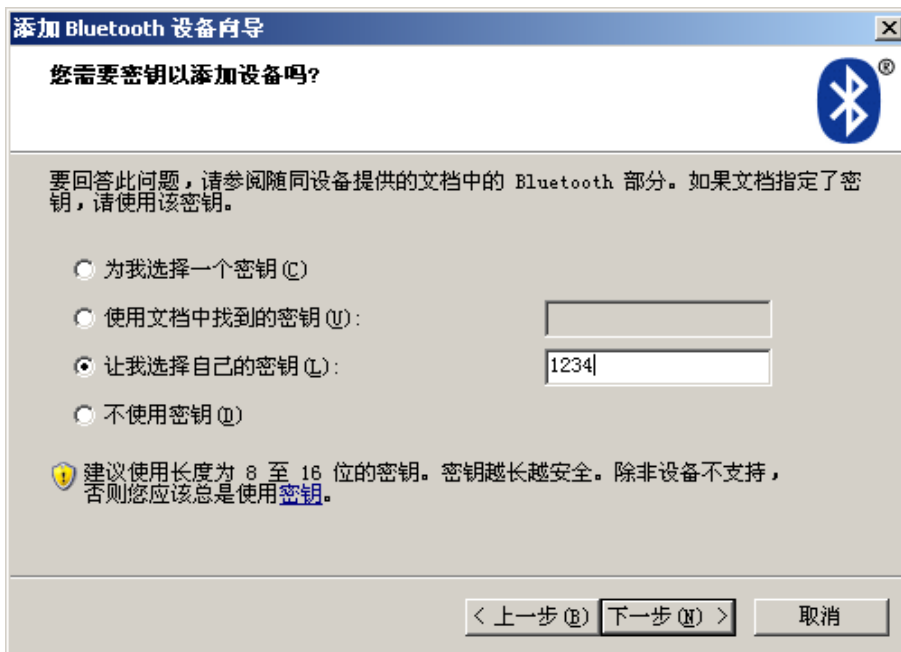 添加 Bluetooth 设备向导
您需要密钥以添加设备吗?
®
要回答此问题，请参阅随同设备提供的文档中的 Bluetooth 部分。如果文档指定了密
钥，请使用该密钥。
为我选择一个密钥(C)
使用文档中找到的密钥(U):
让我选择自己的密钥(L): 1234
不使用密钥(D)
建议使用长度为 8 至 16 位的密钥。密钥越长越安全。除非设备不支持，
否则您应该总是使用密钥。
< 上一步(B) 下一步(N) > 取消